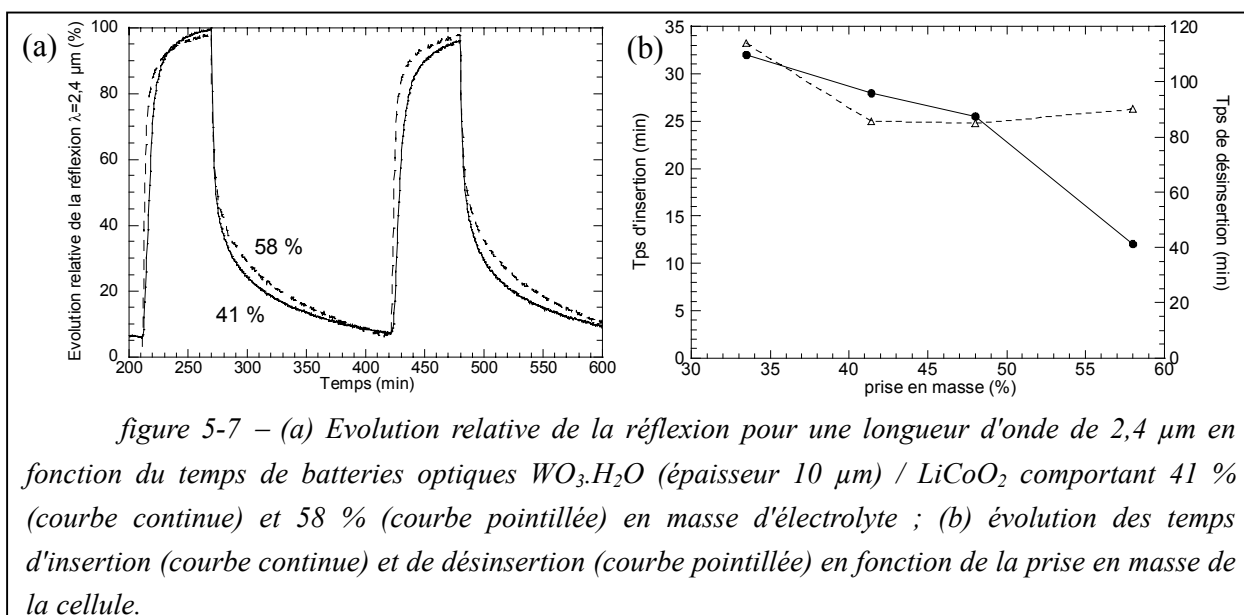 (a)
Evolution relative de la réflexion λ=2,4 µm (%)
100
80
60
40
20
0
58 %
41 %
200 250 300 350 400 450 500 550 600
Temps (min)
(b)
Tps d'insertion (min)
35
30
25
20
15
10
5
0
120
100
80
60
40
20
0
Tps de désinsertion (min)
30 35 40 45 50 55 60
prise en masse (%)
figure 5-7 – (a) Evolution relative de la réflexion pour une longueur d'onde de 2,4 µm en
fonction du temps de batteries optiques WO₃.H₂O (épaisseur 10 µm) / LiCoO₂ comportant 41 %
(courbe continue) et 58 % (courbe pointillée) en masse d'électrolyte ; (b) évolution des temps
d'insertion (courbe continue) et de désinsertion (courbe pointillée) en fonction de la prise en masse de
la cellule.